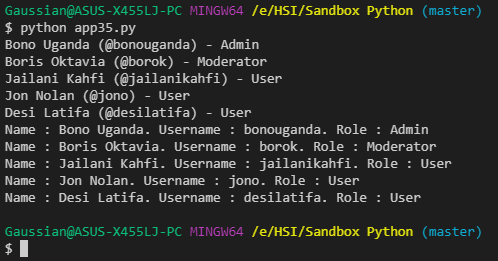 Gaussian@ASUS-X455LJ-PC MINGW64 /e/HSI/Sandbox Python (master)
$ python app35.py
Bono Uganda (@bonouganda) - Admin
Boris Oktavia (@borok) - Moderator
Jailani Kahfi (@jailanikahfi) - User
Jon Nolan (@jono) - User
Desi Latifa (@desilatifa) - User
Name : Bono Uganda. Username : bonouganda. Role : Admin
Name : Boris Oktavia. Username : borok. Role : Moderator
Name : Jailani Kahfi. Username : jailanikahfi. Role : User
Name : Jon Nolan. Username : jono. Role : User
Name : Desi Latifa. Username : desilatifa. Role : User
Gaussian@ASUS-X455LJ-PC MINGW64 /e/HSI/Sandbox Python (master)
$